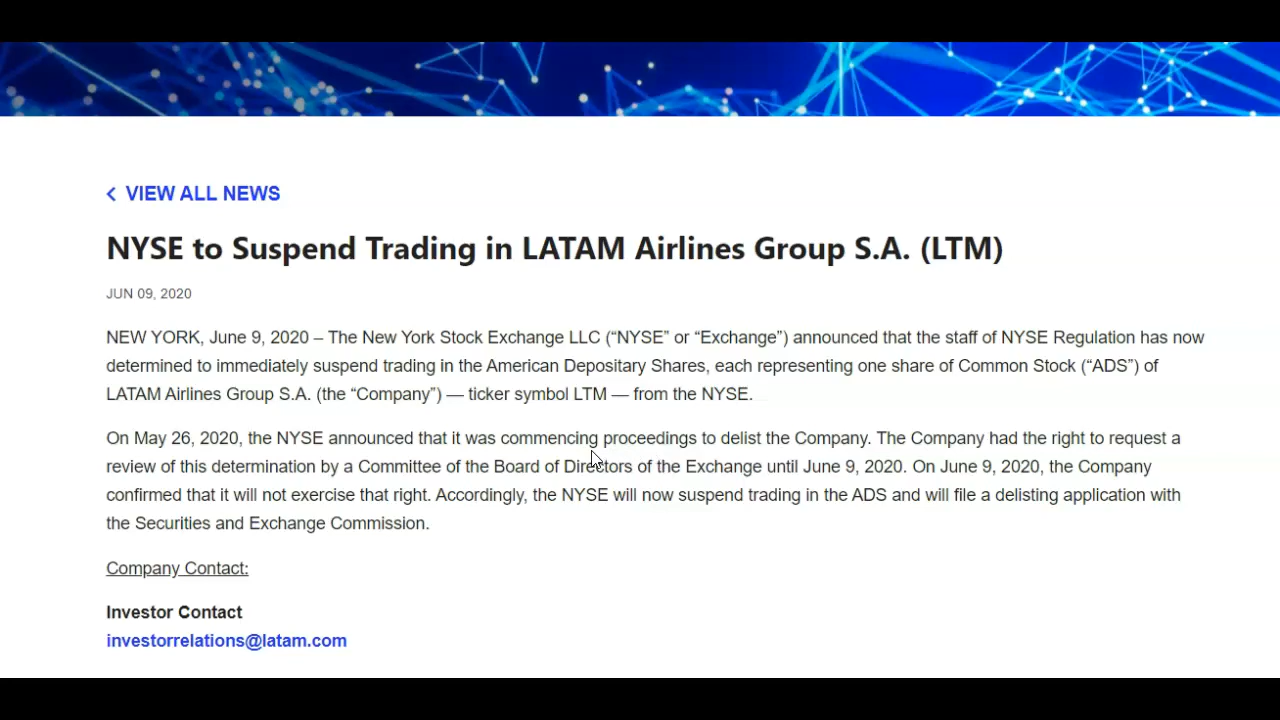 VIEW ALL NEWS
NYSE to Suspend Trading in LATAM Airlines Group S.A. (LTM)
JUN 09, 2020
NEW YORK, June 9, 2020 – The New York Stock Exchange LLC (“NYSE” or “Exchange”) announced that the staff of NYSE Regulation has now
determined to immediately suspend trading in the American Depositary Shares, each representing one share of Common Stock (“ADS”) of
LATAM Airlines Group S.A. (the “Company”) — ticker symbol LTM — from the NYSE.
On May 26, 2020, the NYSE announced that it was commencing proceedings to delist the Company. The Company had the right to request a
review of this determination by a Committee of the Board of Directors of the Exchange until June 9, 2020. On June 9, 2020, the Company
confirmed that it will not exercise that right. Accordingly, the NYSE will now suspend trading in the ADS and will file a delisting application with
the Securities and Exchange Commission.
Company Contact:
Investor Contact
investorrelations@latam.com